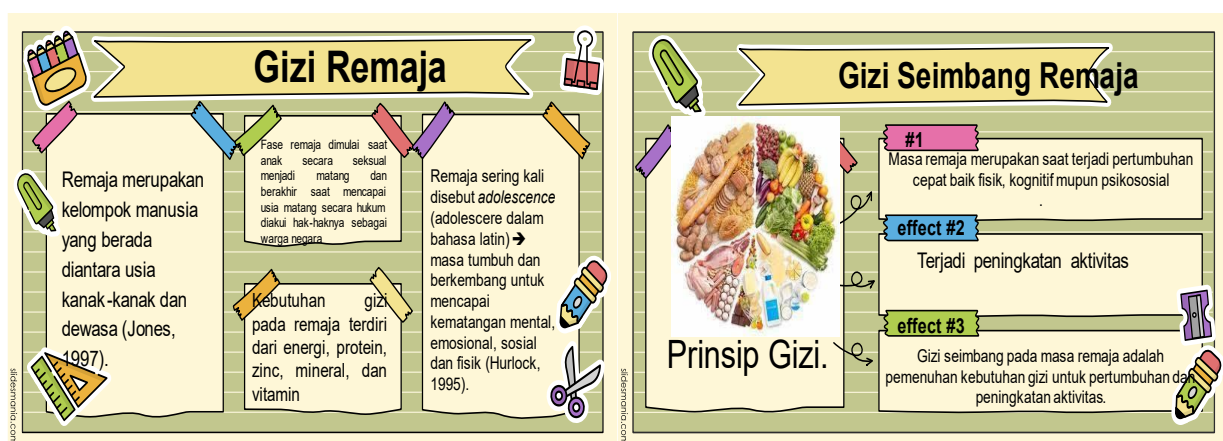 Gizi Remaja
Remaja merupakan
kelompok manusia
yang berada
diantara usia
kanak-kanak dan
dewasa (Jones,
1997).
Fase remaja dimulai saat
anak secara seksual
menjadi matang dan
berakhir saat mencapai
usia matang secara hukum
diakui hak-haknya sebagai
warga negara
Kebutuhan gizi
pada remaja terdiri
dari energi, protein,
zinc, mineral, dan
vitamin
Remaja sering kali
disebut adolescence
(adolescere dalam
bahasa latin) ➔
masa tumbuh dan
berkembang untuk
mencapai
kematangan mental,
emosional, sosial
dan fisik (Hurlock,
1995).
slidesmania.com
Gizi Seimbang Remaja
Prinsip Gizi.
#1
Masa remaja merupakan saat terjadi pertumbuhan
cepat baik fisik, kognitif mupun psikososial
.
effect #2
Terjadi peningkatan aktivitas
effect #3
Gizi seimbang pada masa remaja adalah
pemenuhan kebutuhan gizi untuk pertumbuhan dan
peningkatan aktivitas.
slidesmania.com